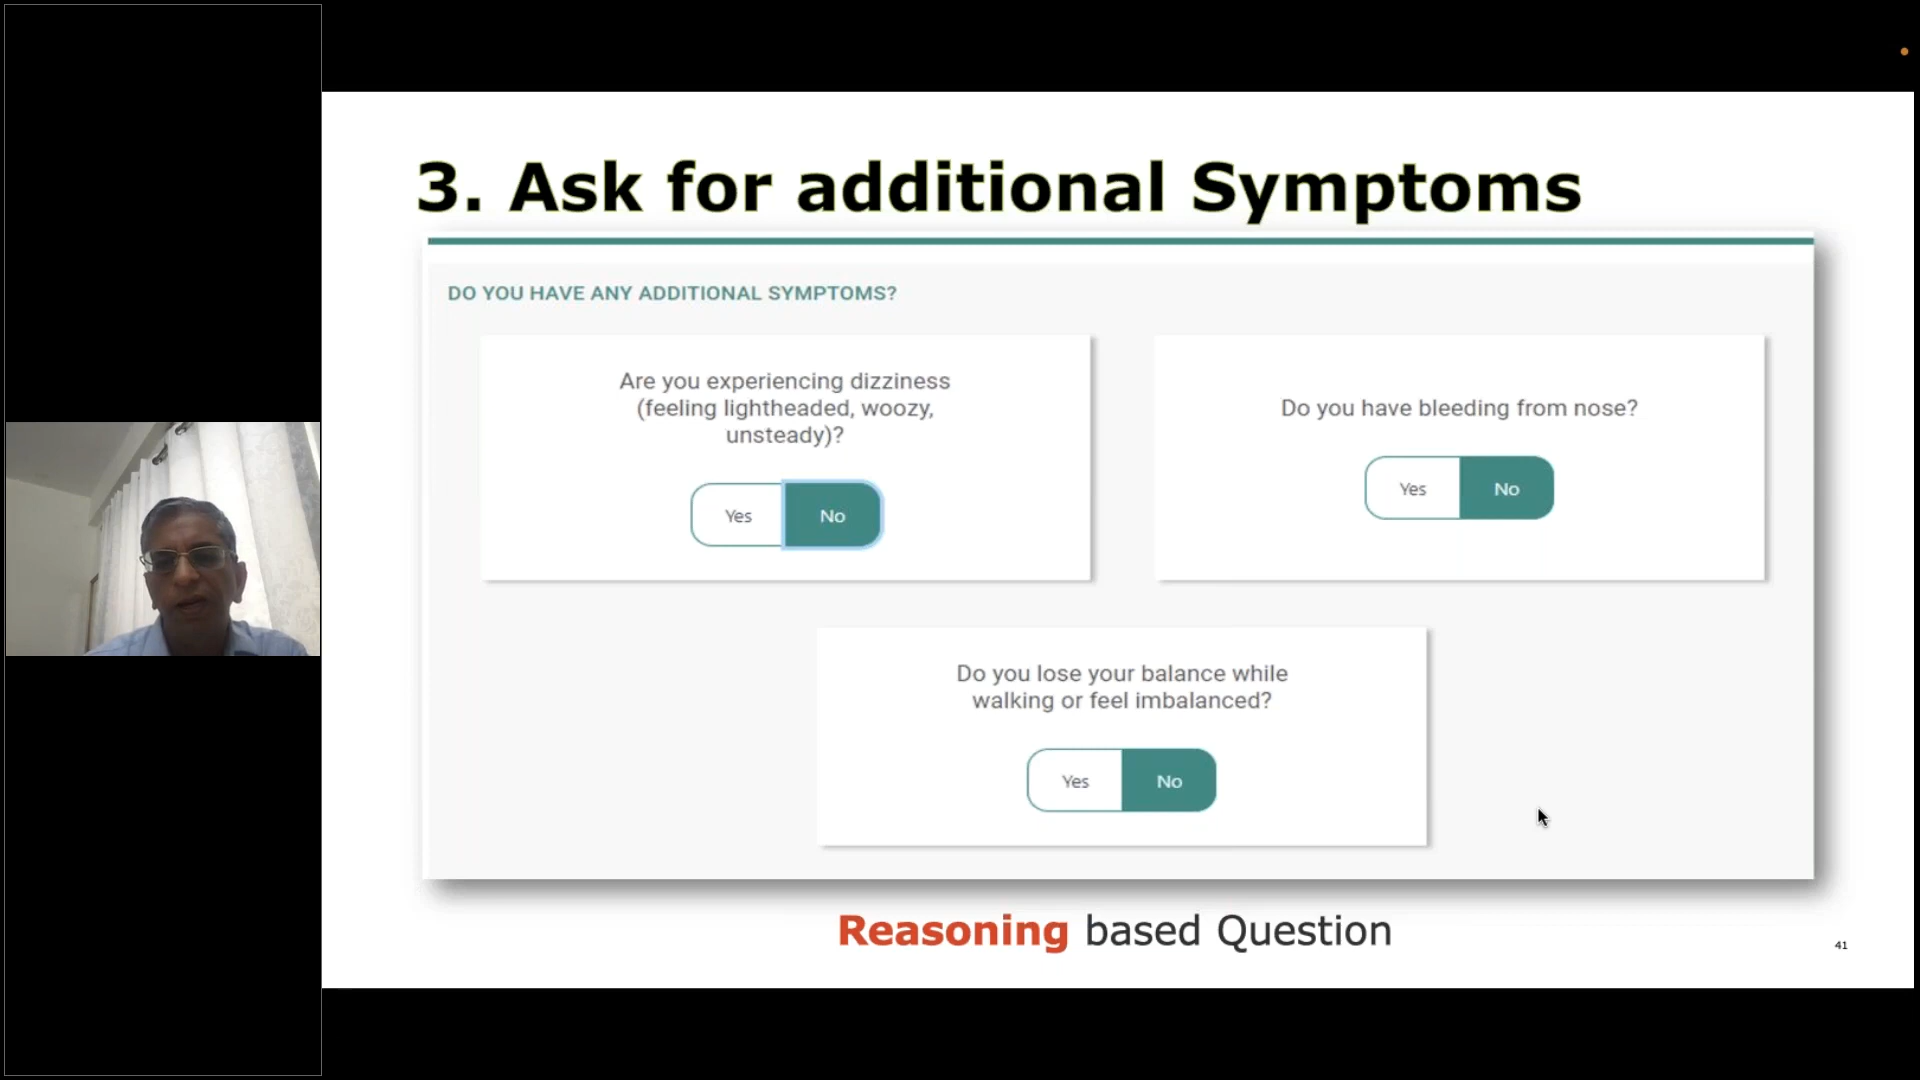 3. Ask for additional Symptoms
DO YOU HAVE ANY ADDITIONAL SYMPTOMS?
Are you experiencing dizziness
(feeling lightheaded, woozy,
unsteady)?
Yes No
Do you have bleeding from nose?
Yes No
Do you lose your balance while
walking or feel imbalanced?
Yes No
Reasoning based Question
41